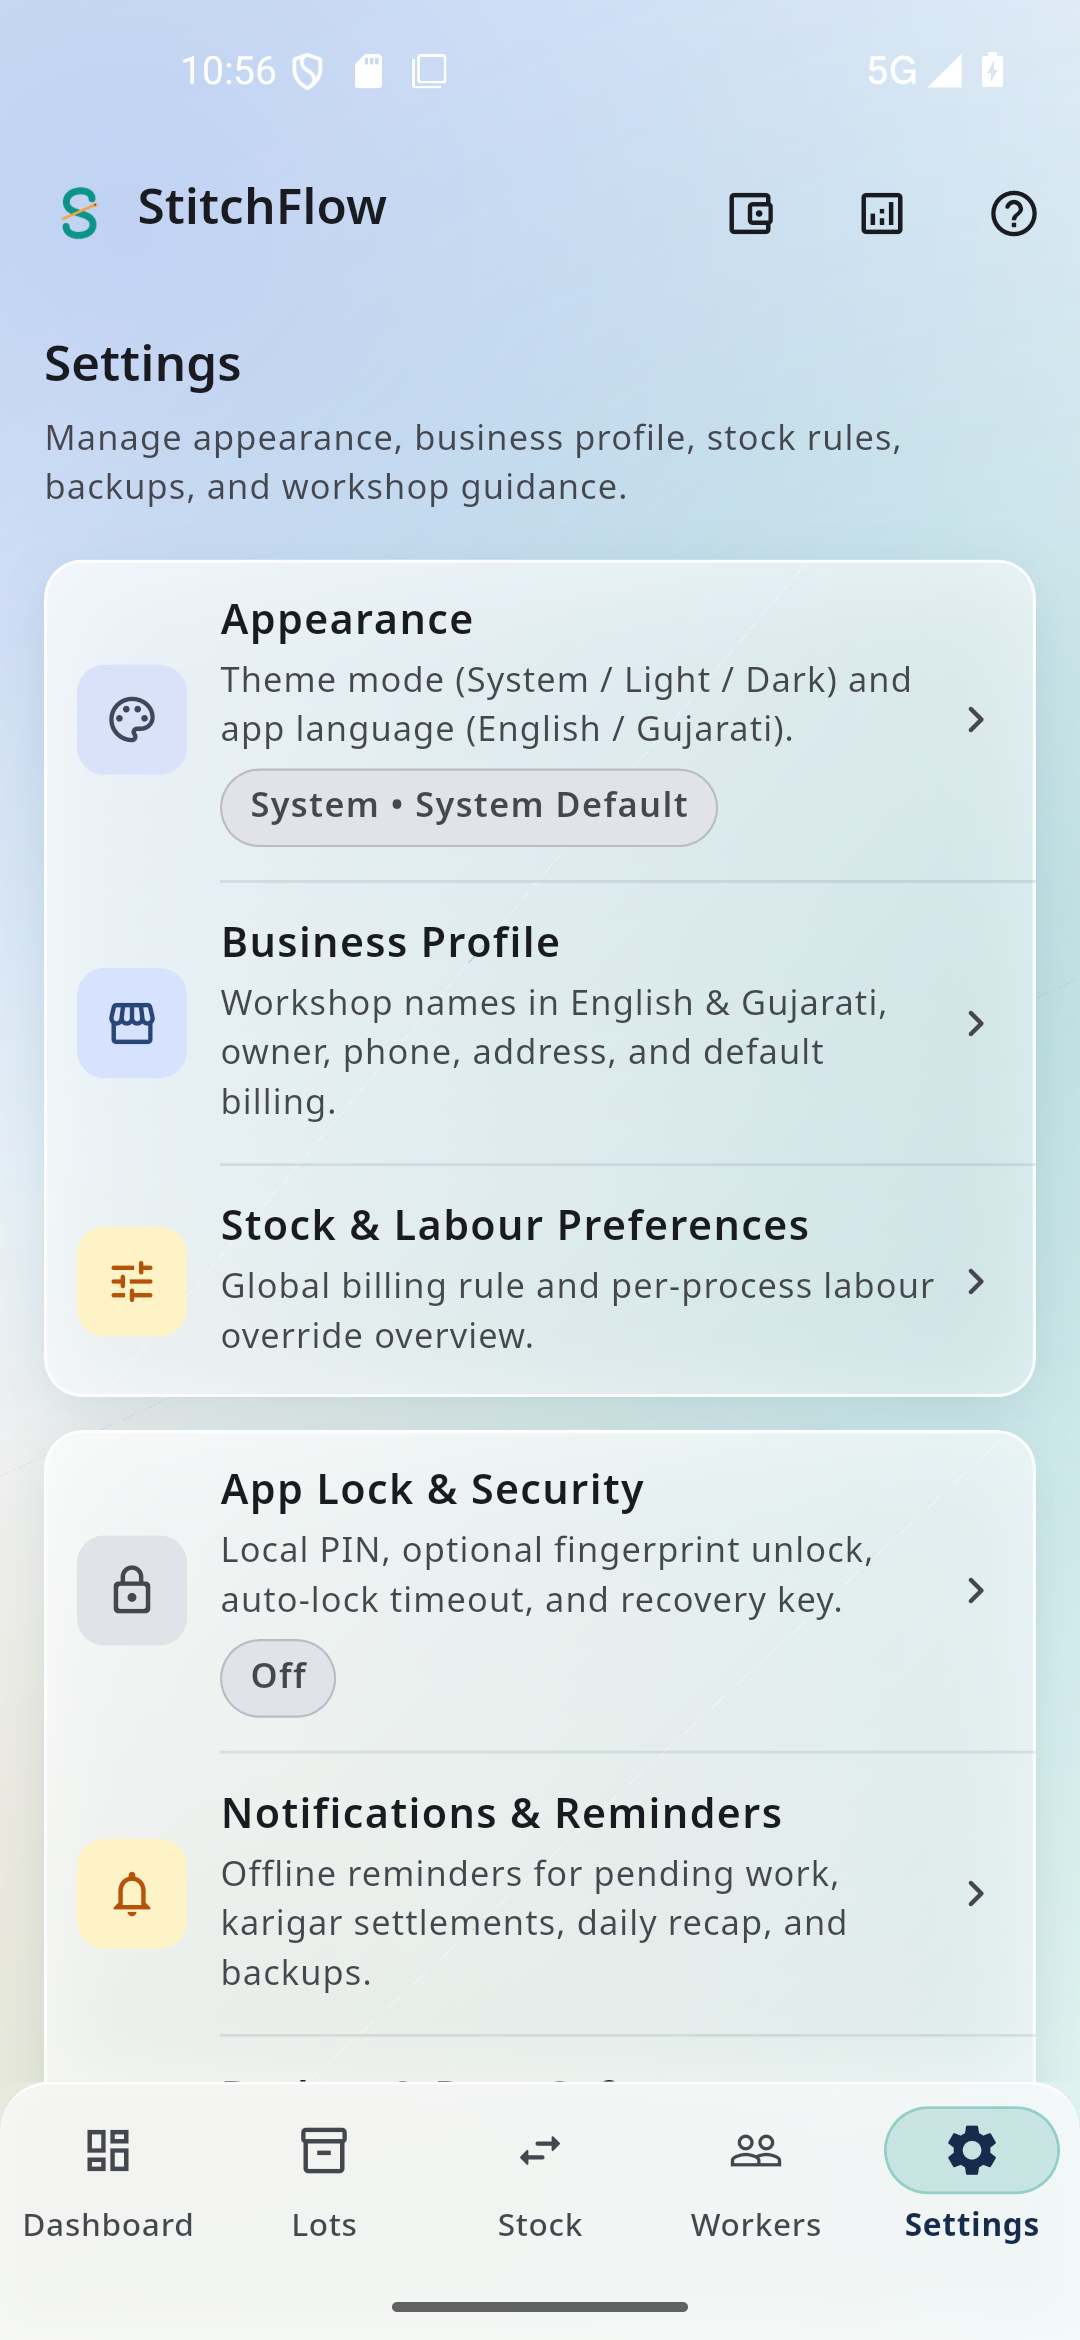 10:56
5G
StitchFlow
Settings
Manage appearance, business profile, stock rules,
backups, and workshop guidance.
Appearance
Theme mode (System / Light / Dark) and
app language (English / Gujarati).
System • System Default
Business Profile
Workshop names in English & Gujarati,
owner, phone, address, and default
billing.
Stock & Labour Preferences
Global billing rule and per-process labour
override overview.
App Lock & Security
Local PIN, optional fingerprint unlock,
auto-lock timeout, and recovery key.
Off
Notifications & Reminders
Offline reminders for pending work,
karigar settlements, daily recap, and
backups.
Dashboard
Lots
Stock
Workers
Settings